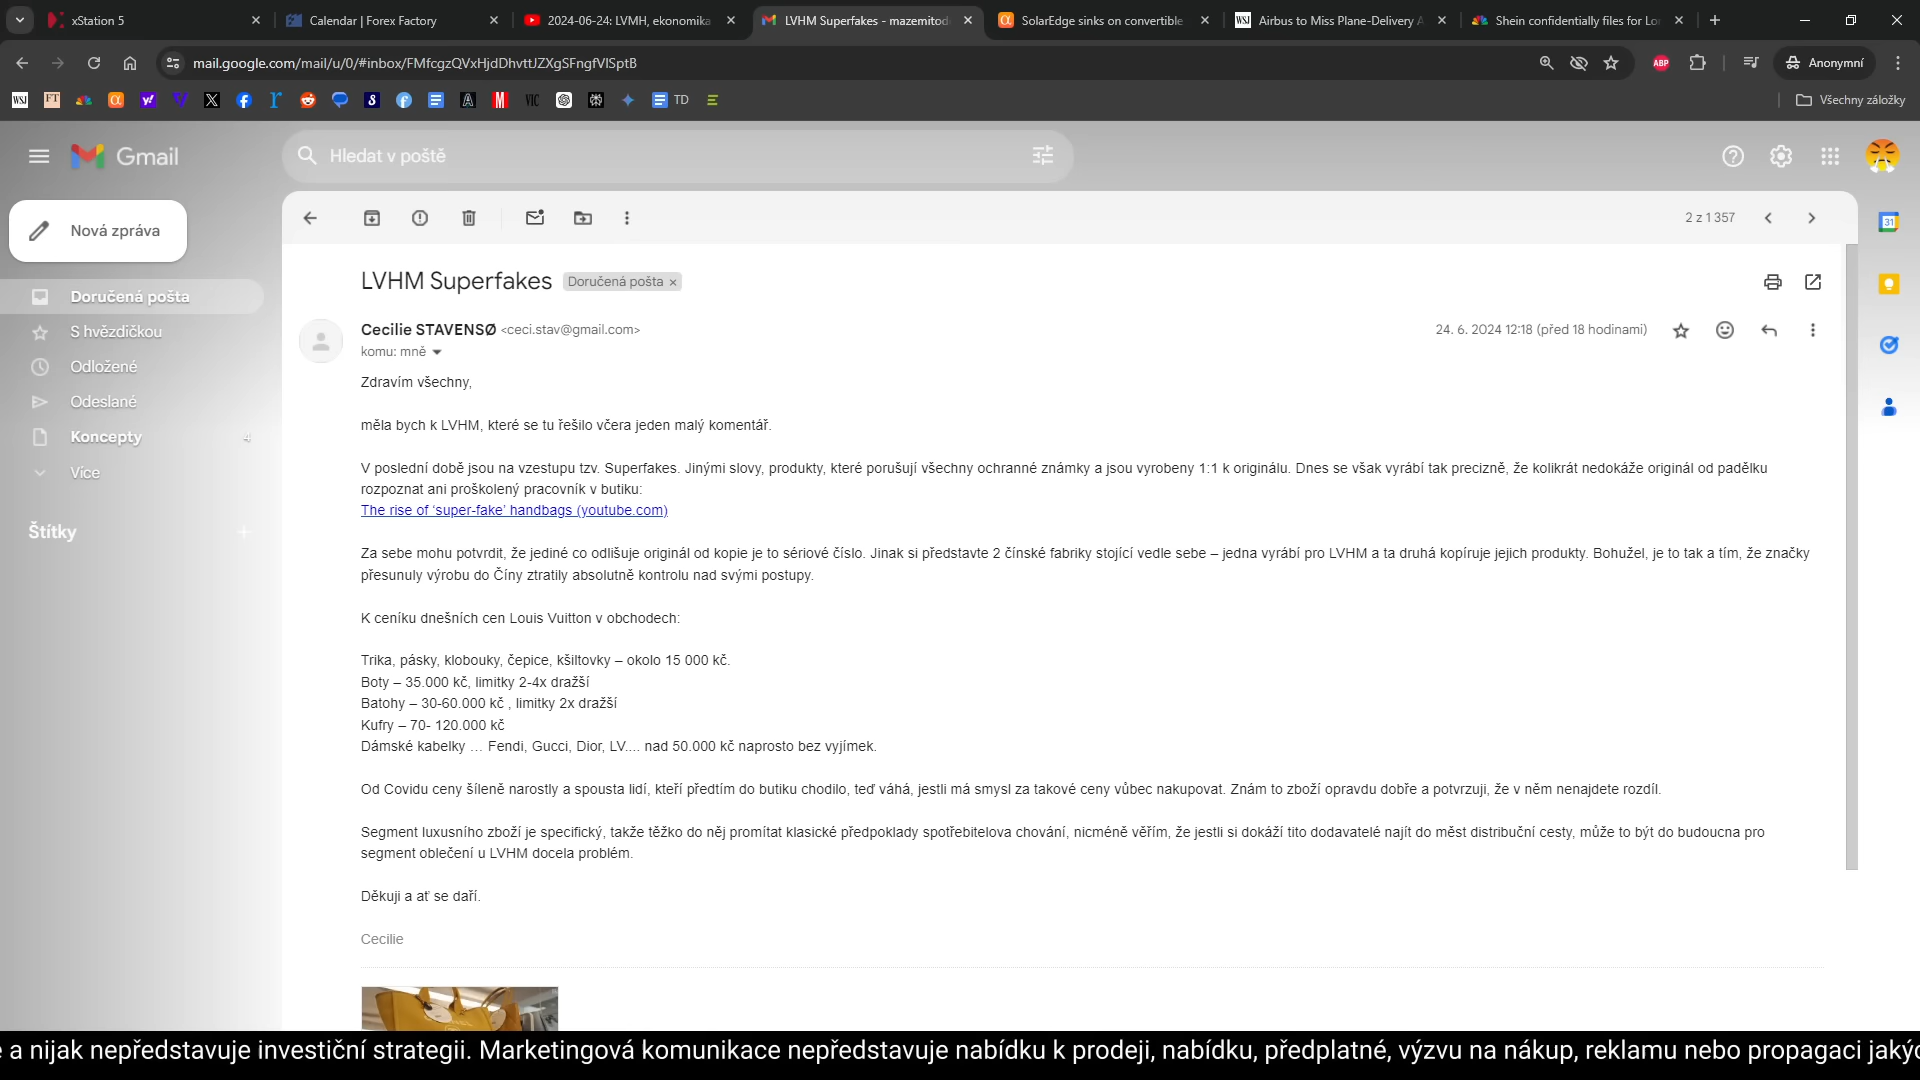 xStation 5
Calendar | Forex Factory
2024-06-24: LVMH, ekonomika
LVHM Superfakes - mazemitod
SolarEdge sinks on convertible
WSJ Airbus to Miss Plane-Delivery A
Shein confidentially files for Lon
mail.google.com/mail/u/0/#inbox/FMfcgzQVxHjdDhvttJZXgSFngfVlSptB
ABP
Anonymní
WSJ FT VIC TD
Všechny záložky
Gmail
Hledat v poště
Nová zpráva
2 z 1 357
31
Doručená pošta
S hvězdičkou
Odložené
Odeslané
Koncepty 4
Více
Štítky
LVHM Superfakes Doručená pošta ×
Cecilie STAVENSØ <ceci.stav@gmail.com> 24. 6. 2024 12:18 (před 18 hodinami)
komu: mně
Zdravím všechny,
měla bych k LVHM, které se tu řešilo včera jeden malý komentář.
V poslední době jsou na vzestupu tzv. Superfakes. Jinými slovy, produkty, které porušují všechny ochranné známky a jsou vyrobeny 1:1 k originálu. Dnes se však vyrábí tak precizně, že kolikrát nedokáže originál od padělku
rozpoznat ani proškolený pracovník v butiku:
The rise of ‘super-fake’ handbags (youtube.com)
Za sebe mohu potvrdit, že jediné co odlišuje originál od kopie je to sériové číslo. Jinak si představte 2 čínské fabriky stojící vedle sebe – jedna vyrábí pro LVHM a ta druhá kopíruje jejich produkty. Bohužel, je to tak a tím, že značky
přesunuly výrobu do Číny ztratily absolutně kontrolu nad svými postupy.
K ceníku dnešních cen Louis Vuitton v obchodech:
Trika, pásky, klobouky, čepice, kšiltovky – okolo 15 000 kč.
Boty – 35.000 kč, limitky 2-4x dražší
Batohy – 30-60.000 kč , limitky 2x dražší
Kufry – 70- 120.000 kč
Dámské kabelky … Fendi, Gucci, Dior, LV.... nad 50.000 kč naprosto bez vyjímek.
Od Covidu ceny šíleně narostly a spousta lidí, kteří předtím do butiku chodilo, teď váhá, jestli má smysl za takové ceny vůbec nakupovat. Znám to zboží opravdu dobře a potvrzuji, že v něm nenajdete rozdíl.
Segment luxusního zboží je specifický, takže těžko do něj promítat klasické předpoklady spotřebitelova chování, nicméně věřím, že jestli si dokáží tito dodavatelé najít do měst distribuční cesty, může to být do budoucna pro
segment oblečení u LVHM docela problém.
Děkuji a ať se daří.
Cecilie
e a nijak nepředstavuje investiční strategii. Marketingová komunikace nepředstavuje nabídku k prodeji, nabídku, předplatné, výzvu na nákup, reklamu nebo propagaci jakýc